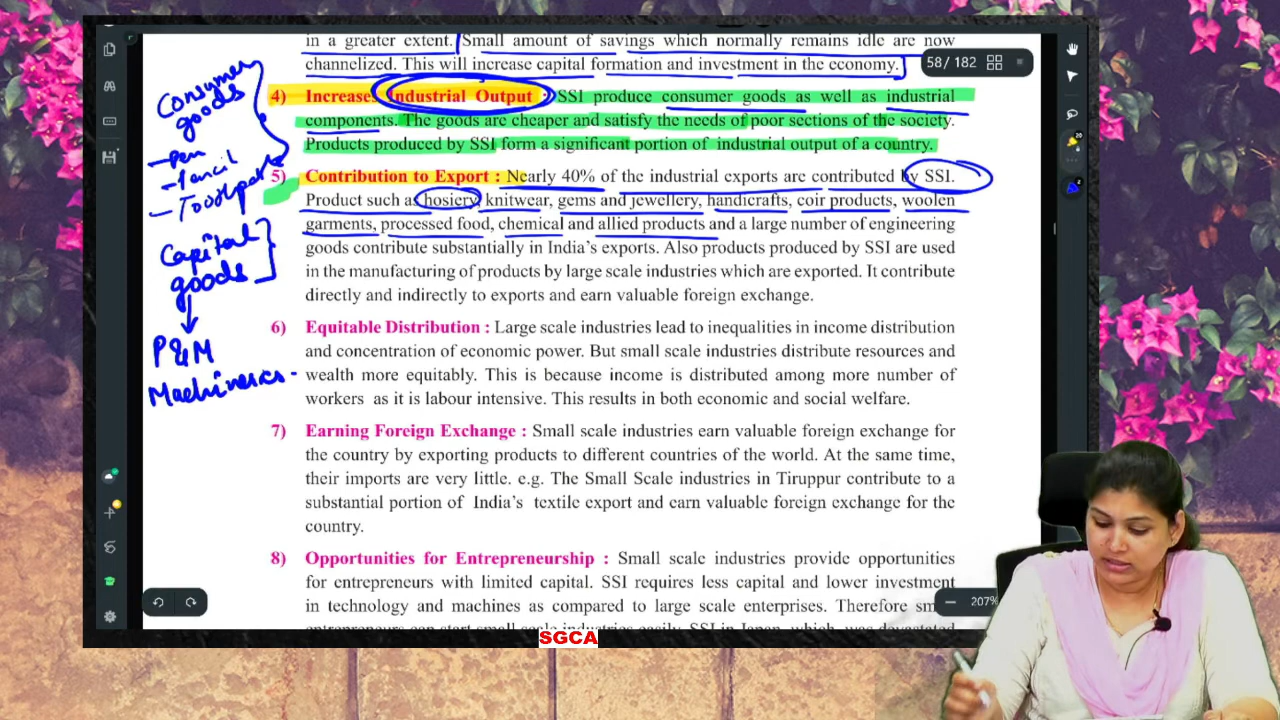 in a greater extent. Small amount of savings which normally remains idle are now
channelized. This will increase capital formation and investment in the economy.
58 / 182
4) Increases Industrial Output : SSI produce consumer goods as well as industrial
components. The goods are cheaper and satisfy the needs of poor sections of the society.
Products produced by SSI form a significant portion of industrial output of a country.
5) Contribution to Export : Nearly 40% of the industrial exports are contributed by SSI.
Product such as hosiery, knitwear, gems and jewellery, handicrafts, coir products, woolen
garments, processed food, chemical and allied products and a large number of engineering
goods contribute substantially in India's exports. Also products produced by SSI are used
in the manufacturing of products by large scale industries which are exported. It contribute
directly and indirectly to exports and earn valuable foreign exchange.
6) Equitable Distribution : Large scale industries lead to inequalities in income distribution
and concentration of economic power. But small scale industries distribute resources and
wealth more equitably. This is because income is distributed among more number of
workers as it is labour intensive. This results in both economic and social welfare.
7) Earning Foreign Exchange : Small scale industries earn valuable foreign exchange for
the country by exporting products to different countries of the world. At the same time,
their imports are very little. e.g. The Small Scale industries in Tiruppur contribute to a
substantial portion of India's textile export and earn valuable foreign exchange for the
country.
8) Opportunities for Entrepreneurship : Small scale industries provide opportunities
for entrepreneurs with limited capital. SSI requires less capital and lower investment
in technology and machines as compared to large scale enterprises. Therefore
entrepreneurs can start small scale industries easily. SSI in Japan, which was devastated
Consumer
goods
- Pen
- Pencil
- Toothpaste
Capital
goods
P&M
Machineries
207%
SGCA